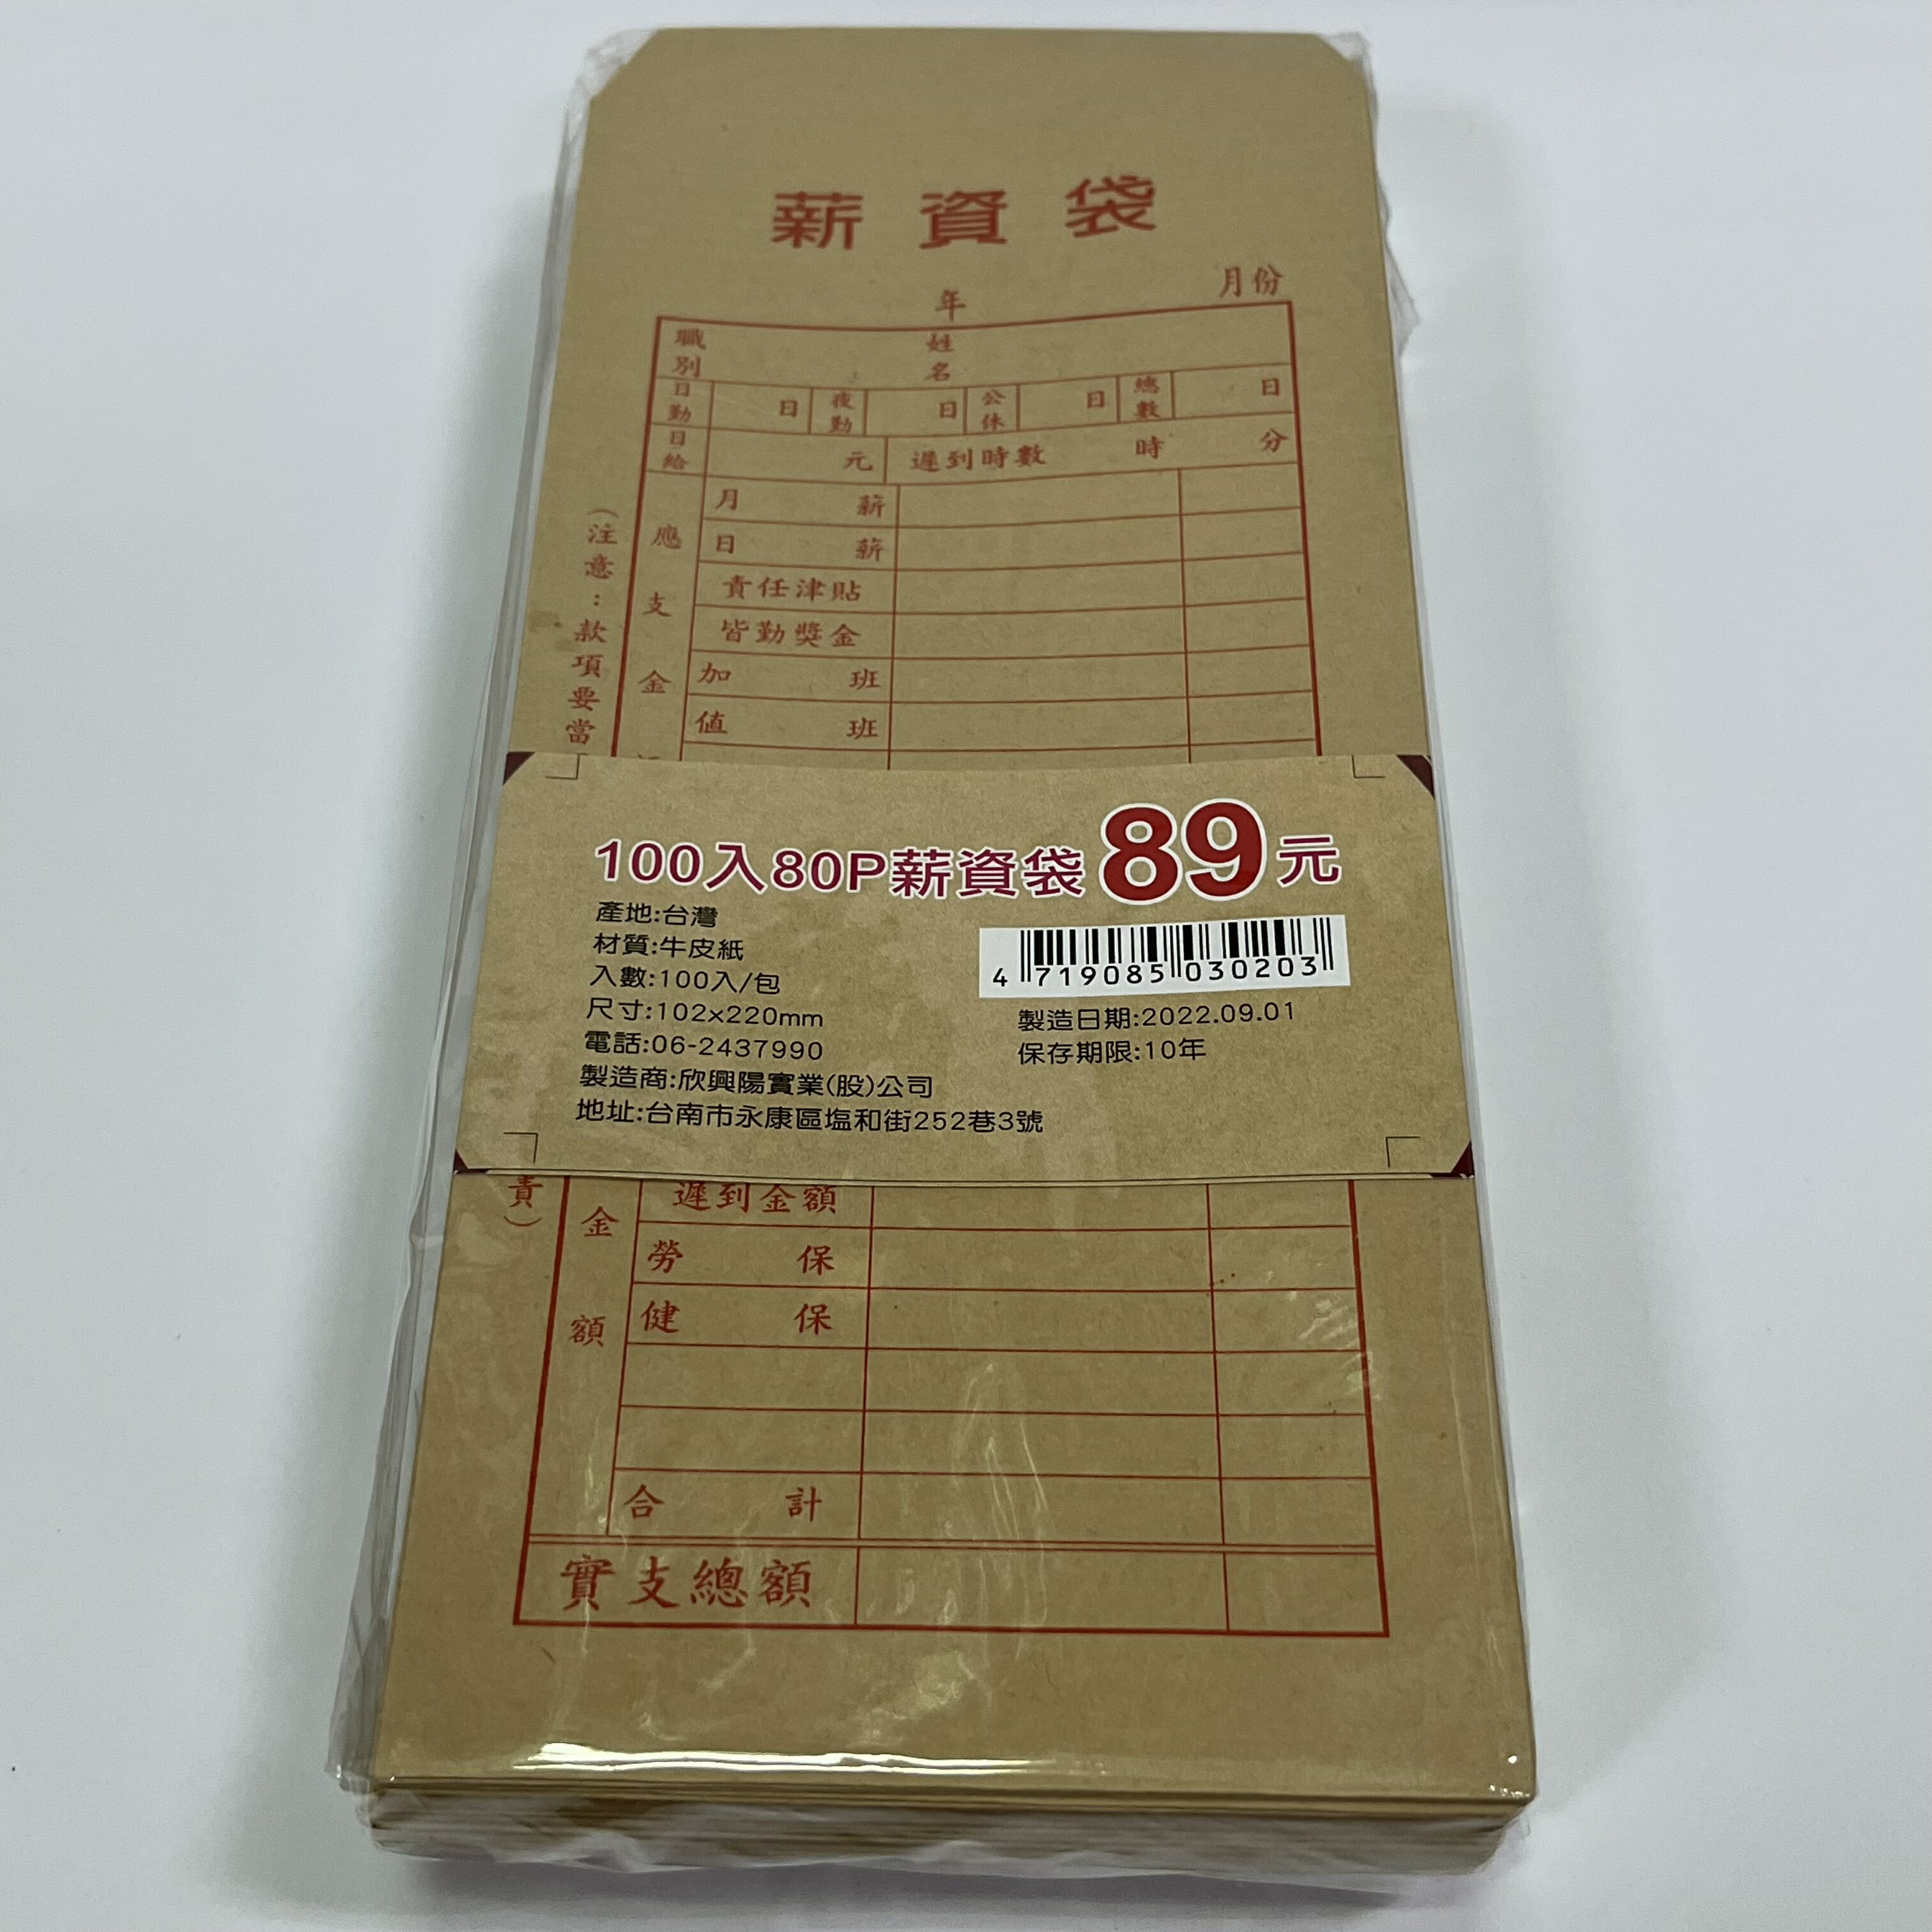 薪資袋
年 月份
職別 姓名
日勤 日 夜勤 日 公休 日 總數 日
日給 元 遲到時數 時 分
應支金
月薪
日薪
責任津貼
皆勤獎金
加班
值班
(注意:款項要當
100入80P薪資袋89元
產地:台灣
材質:牛皮紙
入數:100入/包
尺寸:102x220mm
電話:06-2437990
製造商:欣興陽實業(股)公司
地址:台南市永康區塩和街252巷3號
4 719085 030203
製造日期:2022.09.01
保存期限:10年
責)
金額
遲到金額
勞保
健保
合計
實支總額